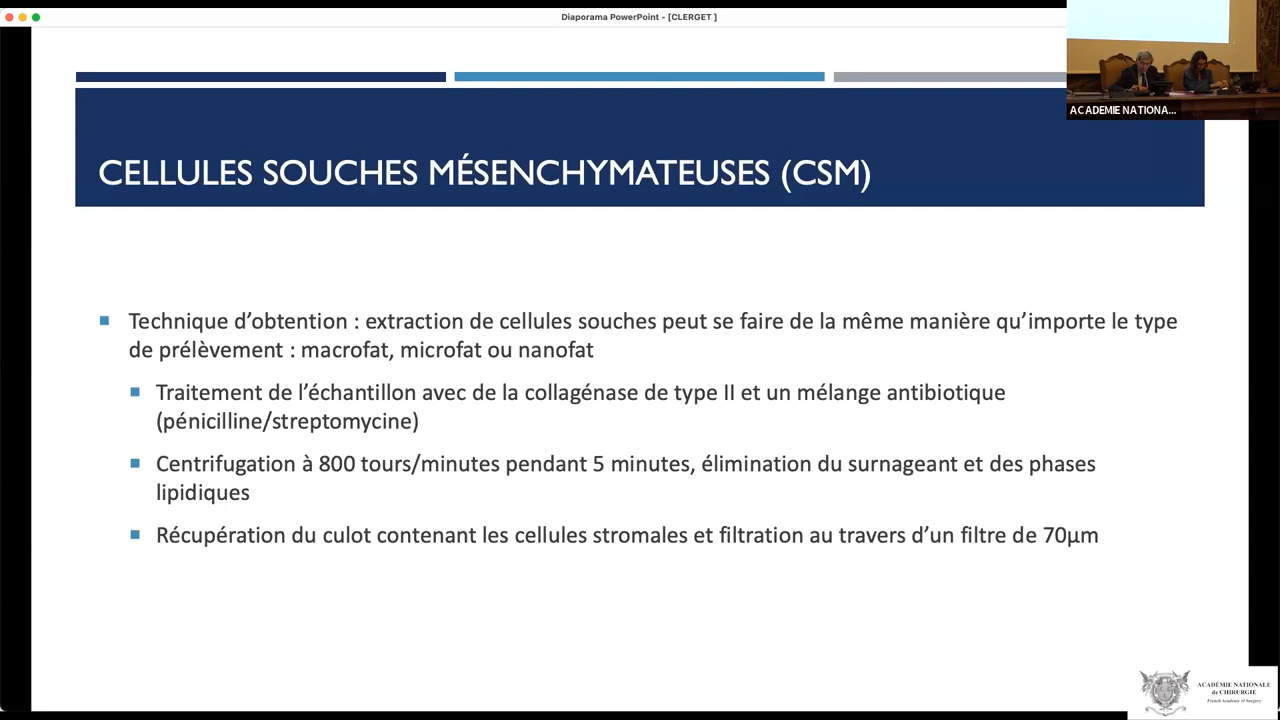 Diaporama PowerPoint - [CLERGET ]
ACADEMIE NATIONA...
CELLULES SOUCHES MÉSENCHYMATEUSES (CSM)
Technique d'obtention : extraction de cellules souches peut se faire de la même manière qu'importe le type
de prélèvement : macrofat, microfat ou nanofat
Traitement de l'échantillon avec de la collagénase de type II et un mélange antibiotique
(pénicilline/streptomycine)
Centrifugation à 800 tours/minutes pendant 5 minutes, élimination du surnageant et des phases
lipidiques
Récupération du culot contenant les cellules stromales et filtration au travers d'un filtre de 70µm
ACADÉMIE NATIONALE
de CHIRURGIE
French Academy of Surgery